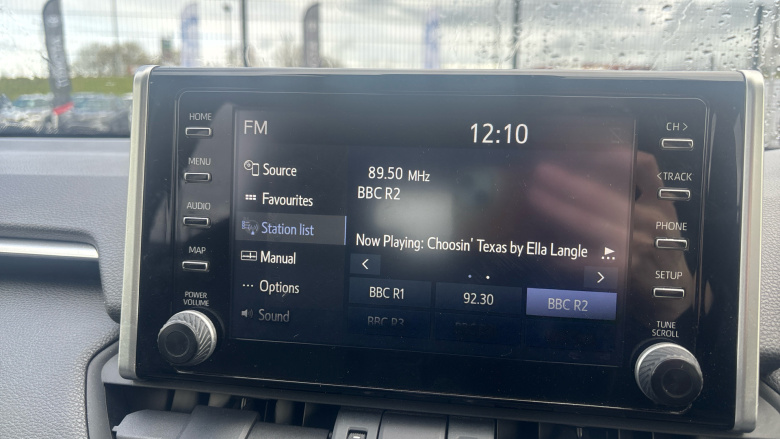 HOME
MENU
AUDIO
MAP
POWER
VOLUME
FM
12:10
Source
Favourites
Station list
Manual
Options
Sound
89.50 MHz
BBC R2
Now Playing: Choosin' Texas by Ella Langle
<
>
BBC R1
92.30
BBC R2
BBC R3
CH >
< TRACK
PHONE
SETUP
TUNE
SCROLL